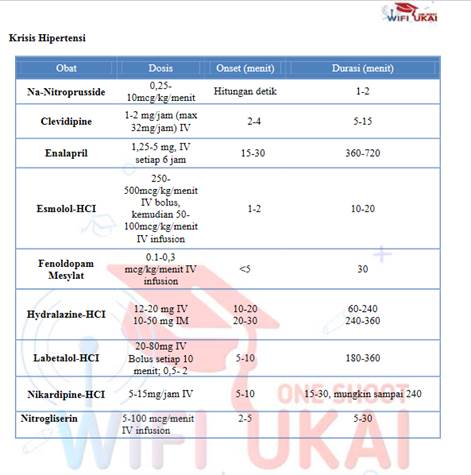 WIFI UKAI
Krisis Hipertensi
Obat Dosis Onset (menit) Durasi (menit)
Na-Nitroprusside 0,25-
10mcg/kg/menit Hitungan detik 1-2
Clevidipine 1-2 mg/jam (max
32mg/jam) IV 2-4 5-15
Enalapril 1,25-5 mg, IV
setiap 6 jam 15-30 360-720
Esmolol-HCI 250-
500mcg/kg/menit
IV bolus,
kemudian 50-
100mcg/kg/menit
IV infusion 1-2 10-20
Fenoldopam
Mesylat 0.1-0,3
mcg/kg/menit IV
infusion <5 30
Hydralazine-HCI 12-20 mg IV 10-20 60-240
10-50 mg IM 20-30 240-360
Labetalol-HCI 20-80mg IV
Bolus setiap 10
menit; 0,5- 2 5-10 180-360
Nikardipine-HCI 5-15mg/jam IV 5-10 15-30, mungkin sampai 240
Nitrogliserin 5-100 mcg/menit
IV infusion 2-5 5-30
ONE SHOOT
WIFI UKAI